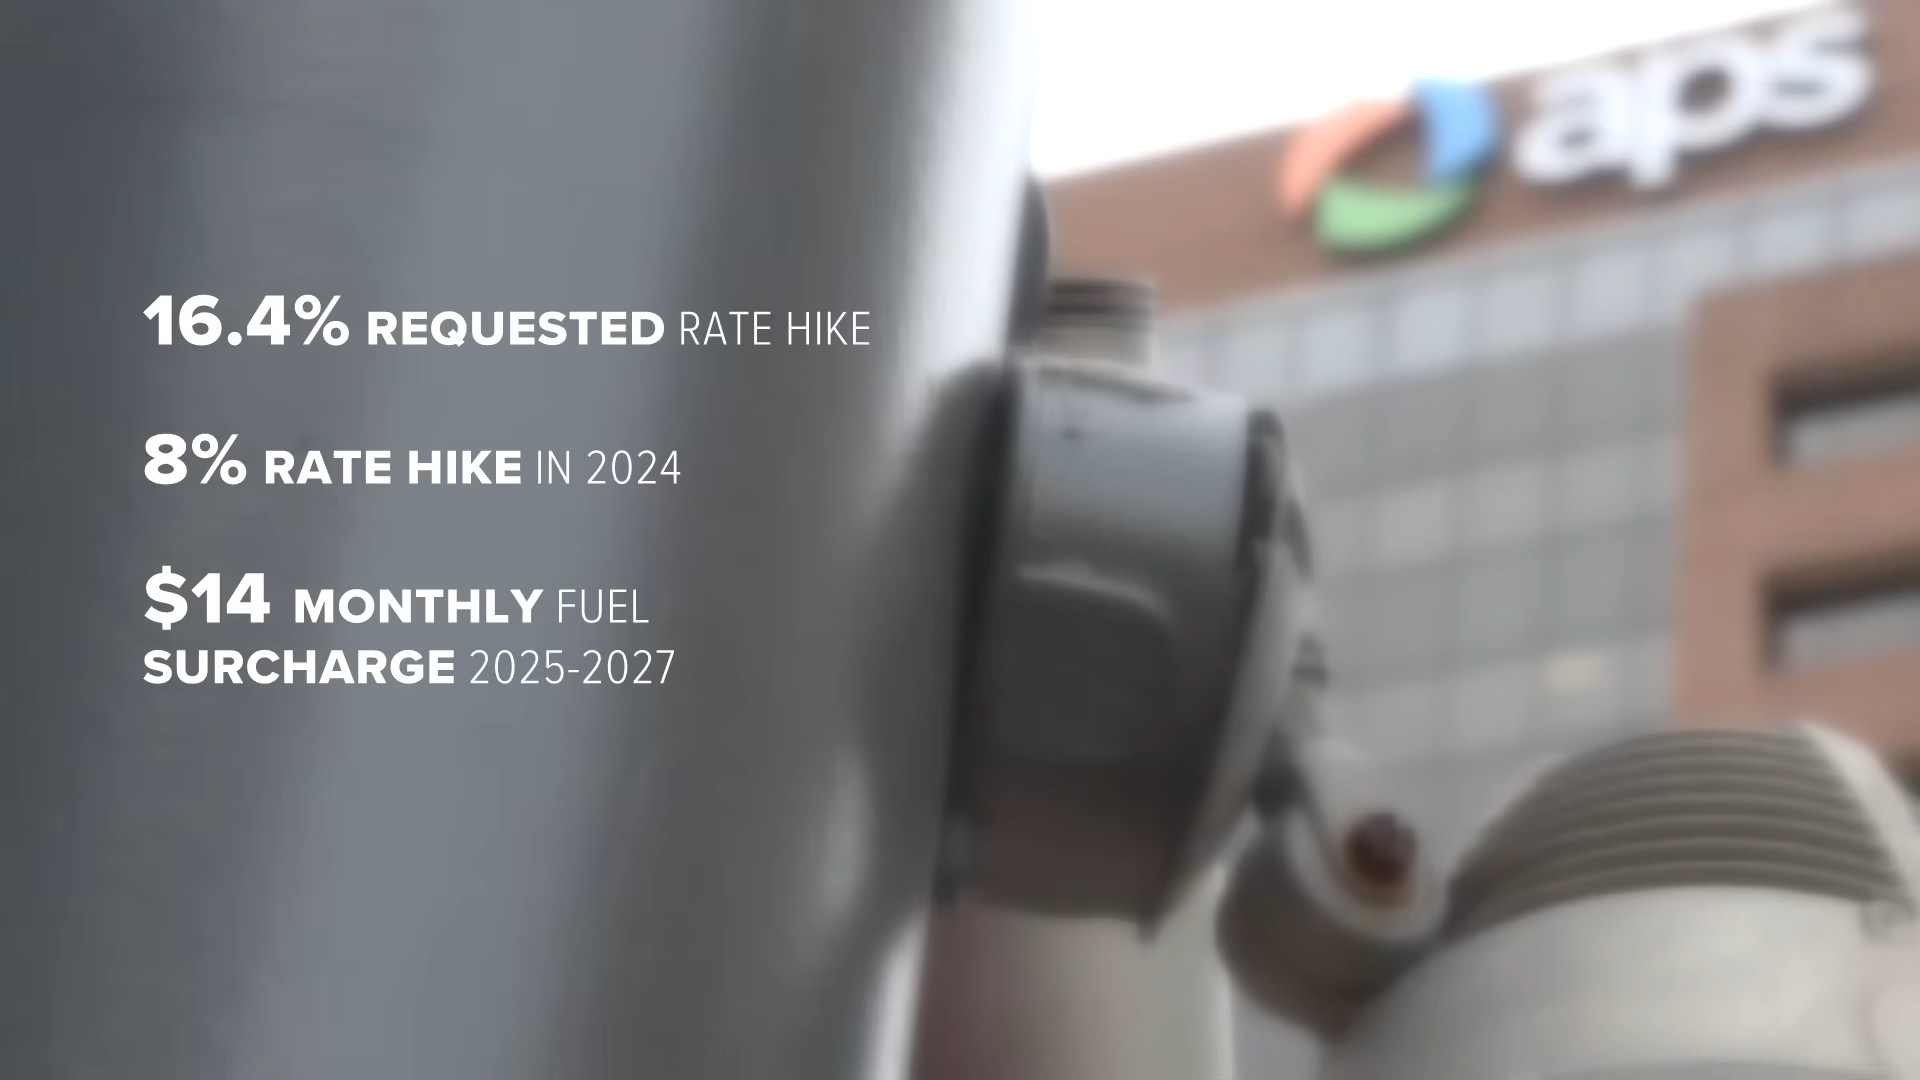 aps
16.4% REQUESTED RATE HIKE
8% RATE HIKE IN 2024
$14 MONTHLY FUEL
SURCHARGE 2025-2027